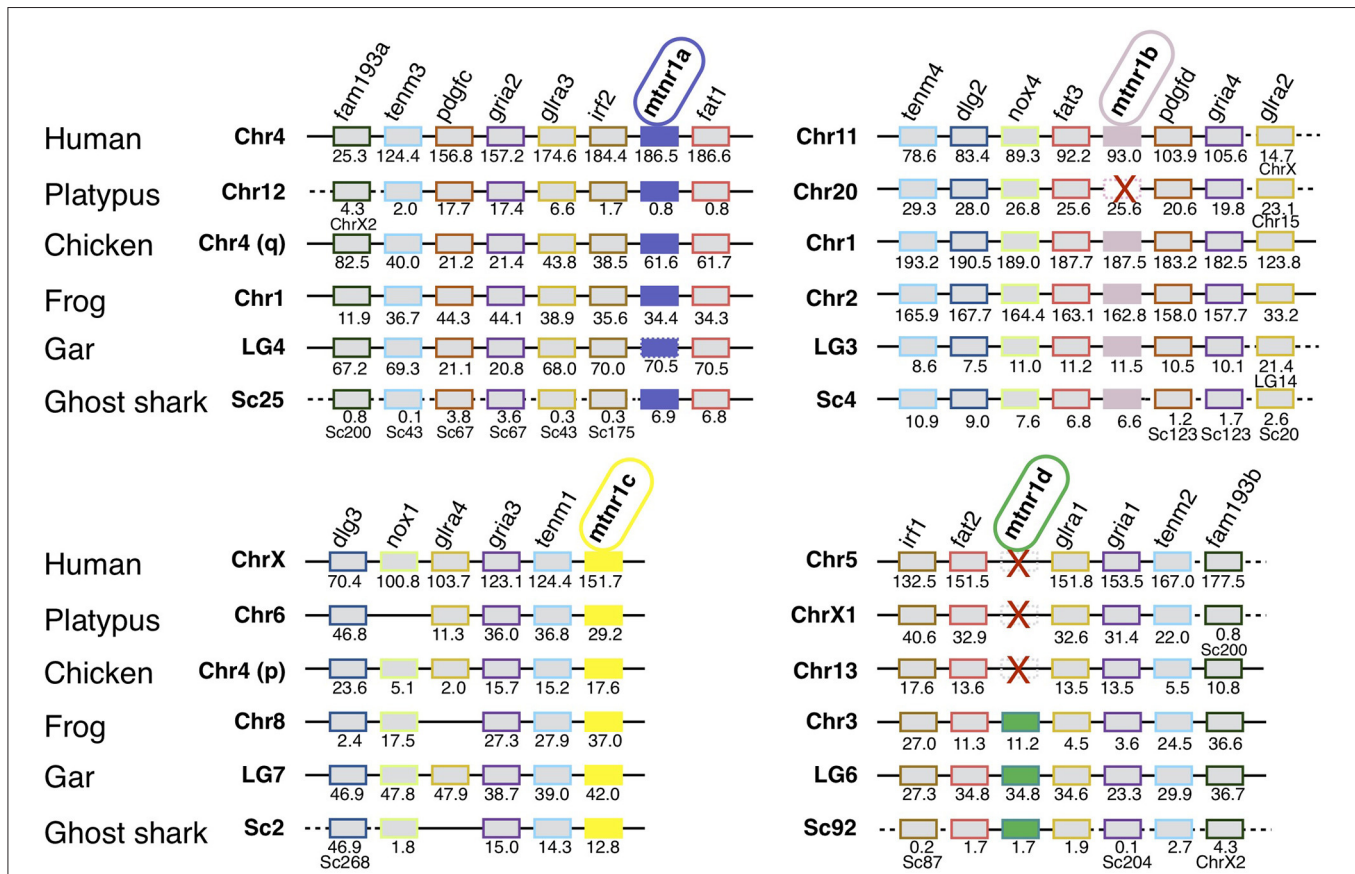 fam193a tenm3 pdgfc gria2 glra3 irf2 mtnr1a fat1
Human Chr4
25.3 124.4 156.8 157.2 174.6 184.4 186.5 186.6
Platypus Chr12
4.3 2.0 17.7 17.4 6.6 1.7 0.8 0.8
ChrX2
Chicken Chr4 (q)
82.5 40.0 21.2 21.4 43.8 38.5 61.6 61.7
Frog Chr1
11.9 36.7 44.3 44.1 38.9 35.6 34.4 34.3
Gar LG4
67.2 69.3 21.1 20.8 68.0 70.0 70.5 70.5
Ghost shark Sc25
0.8 0.1 3.8 3.6 0.3 0.3 6.9 6.8
Sc200 Sc43 Sc67 Sc67 Sc43 Sc175
tenm4 dlg2 nox4 fat3 mtnr1b pdgfd gria4 glra2
Chr11
78.6 83.4 89.3 92.2 93.0 103.9 105.6 14.7
ChrX
Chr20
X
29.3 28.0 26.8 25.6 25.6 20.6 19.8 23.1
Chr15
Chr1
193.2 190.5 189.0 187.7 187.5 183.2 182.5 123.8
Chr2
165.9 167.7 164.4 163.1 162.8 158.0 157.7 33.2
LG3
8.6 7.5 11.0 11.2 11.5 10.5 10.1 21.4
LG14
Sc4
10.9 9.0 7.6 6.8 6.6 1.2 1.7 2.6
Sc123 Sc123 Sc20
dlg3 nox1 glra4 gria3 tenm1 mtnr1c
Human ChrX
70.4 100.8 103.7 123.1 124.4 151.7
Platypus Chr6
46.8 11.3 36.0 36.8 29.2
Chicken Chr4 (p)
23.6 5.1 2.0 15.7 15.2 17.6
Frog Chr8
2.4 17.5 27.3 27.9 37.0
Gar LG7
46.9 47.8 47.9 38.7 39.0 42.0
Ghost shark Sc2
46.9 1.8 15.0 14.3 12.8
Sc268
irf1 fat2 mtnr1d glra1 gria1 tenm2 fam193b
Chr5
X
132.5 151.5 151.8 153.5 167.0 177.5
ChrX1
X
40.6 32.9 32.6 31.4 22.0 0.8
Sc200
Chr13
X
17.6 13.6 13.5 13.5 5.5 10.8
Chr3
27.0 11.3 11.2 4.5 3.6 24.5 36.6
LG6
27.3 34.8 34.8 34.6 23.3 29.9 36.7
Sc92
0.2 1.7 1.7 1.9 0.1 2.7 4.3
Sc87 Sc204 ChrX2